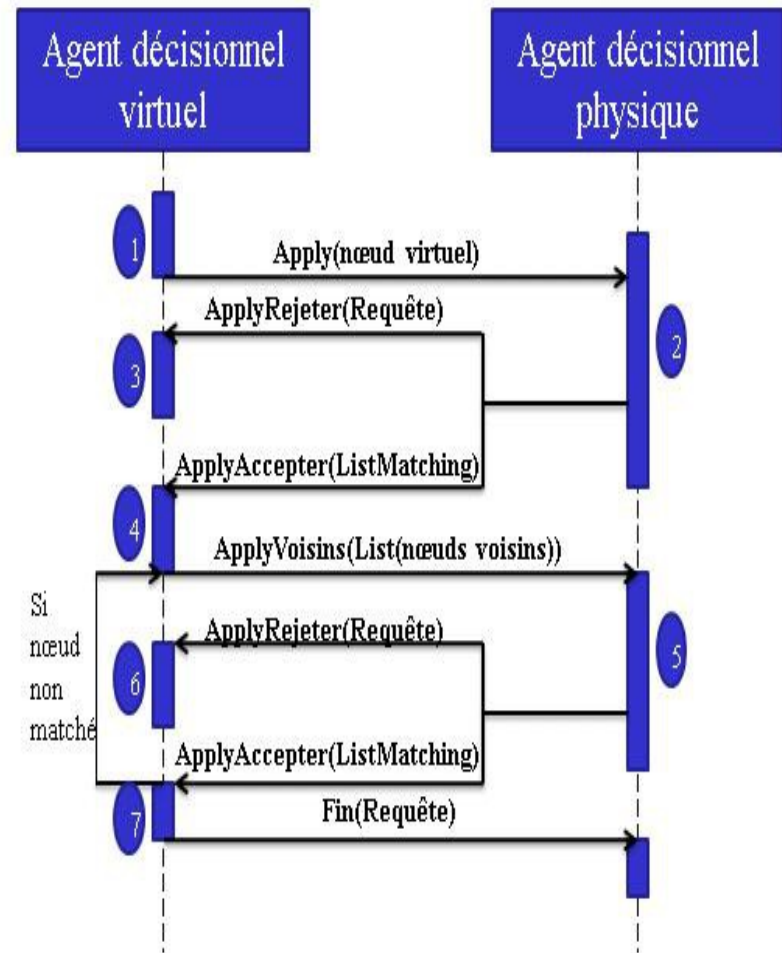 Agent décisionnel
virtuel
Agent décisionnel
physique
1
Apply(nœud virtuel)
ApplyRejeter(Requête)
2
3
ApplyAccepter(ListMatching)
4
ApplyVoisins(List(nœuds voisins))
Si
nœud
non
matché
ApplyRejeter(Requête)
5
6
ApplyAccepter(ListMatching)
7
Fin(Requête)